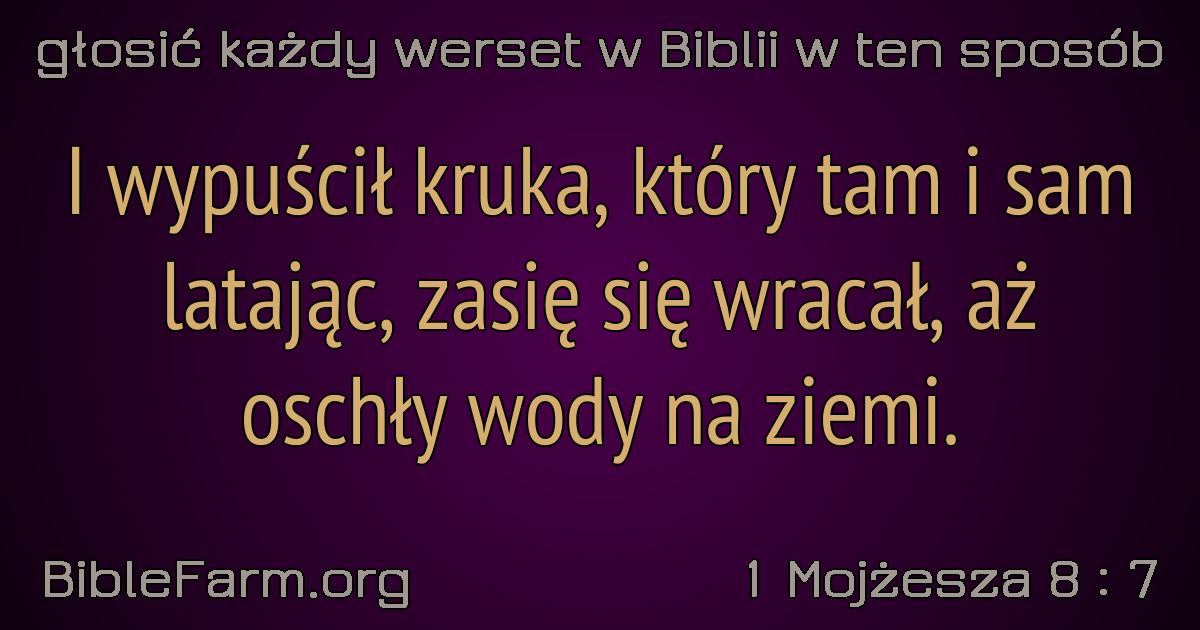 głosić każdy werset w Biblii w ten sposób
I wypuścił kruka, który tam i sam
latając, zasię się wracał, aż
oschły wody na ziemi.
BibleFarm.org
1 Mojżesza 8 : 7